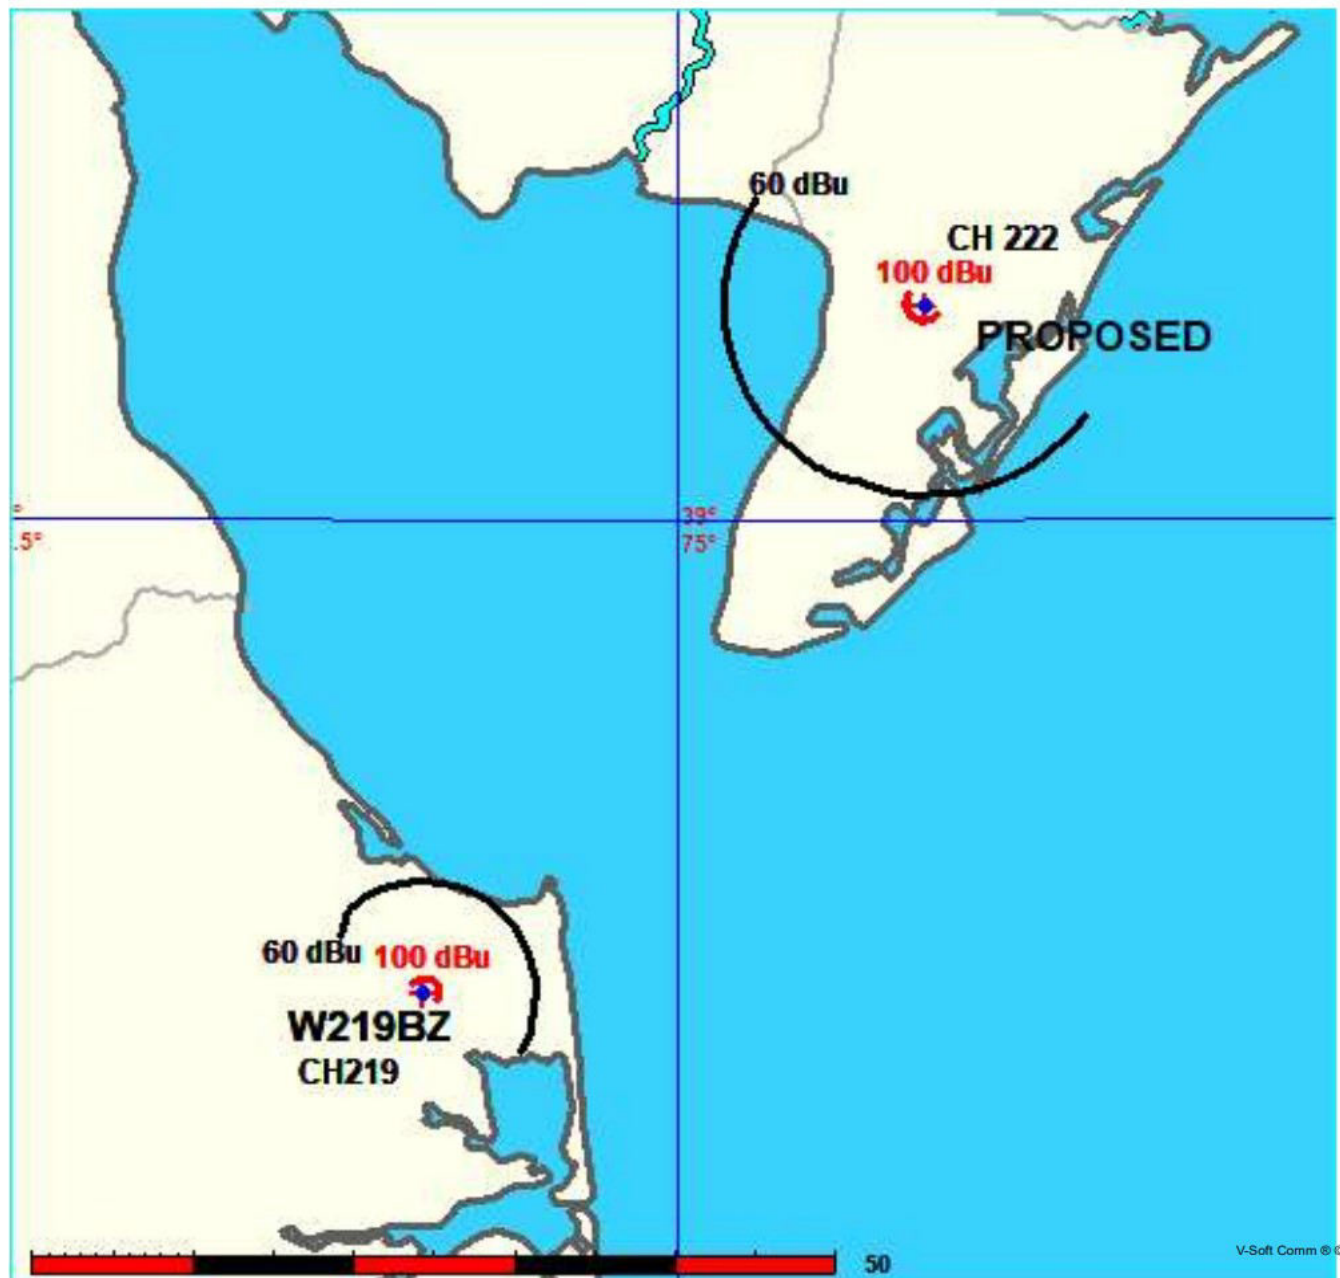 60 dBu
CH 222
100 dBu
PROPOSED
39°
.5°
75°
60 dBu
100 dBu
W219BZ
CH219
50
V-Soft Comm ® ©